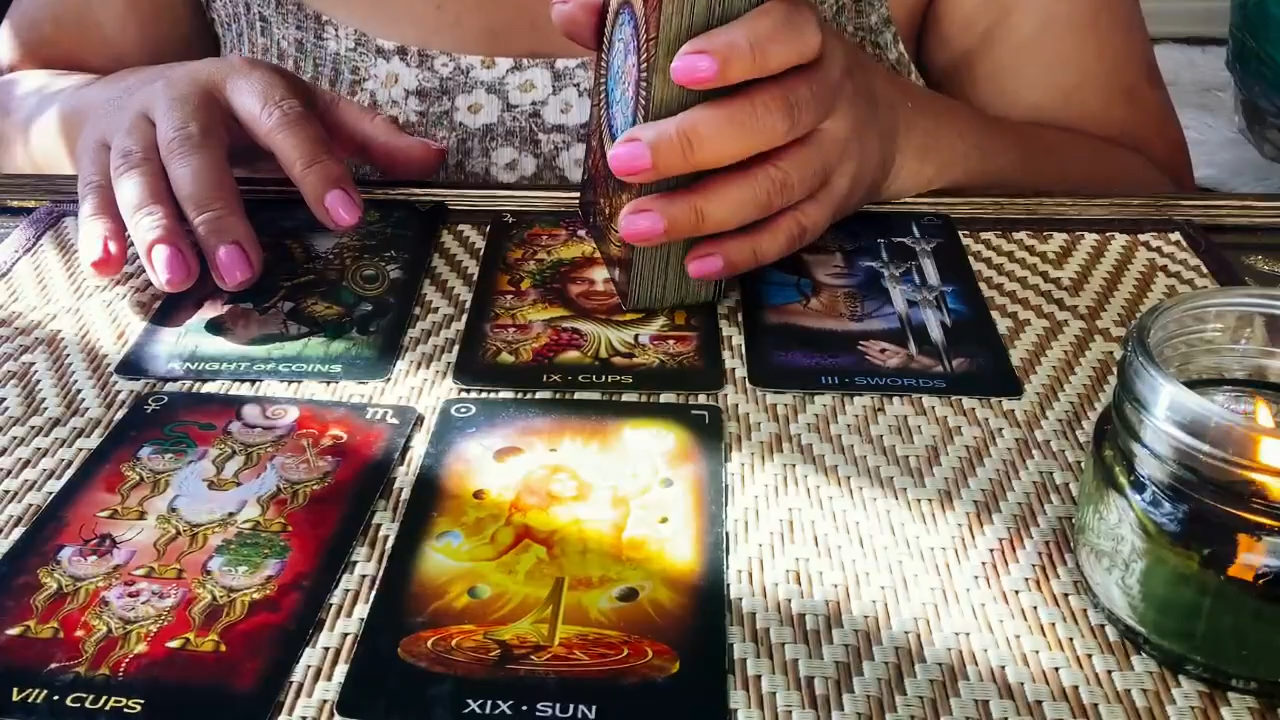 KNIGHT of COINS
IX · CUPS
III · SWORDS
VII · CUPS
XIX · SUN